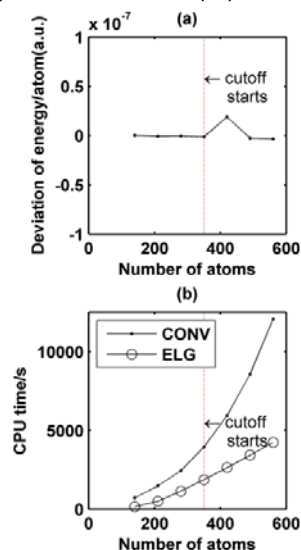 x 10^-7
(a)
Deviation of energy/atom(a.u.)
1
0.5
0
-0.5
-1
← cutoff
starts
0 200 400 600
Number of atoms
(b)
CPU time/s
10000
5000
0
CONV
ELG
← cutoff
starts
0 200 400 600
Number of atoms